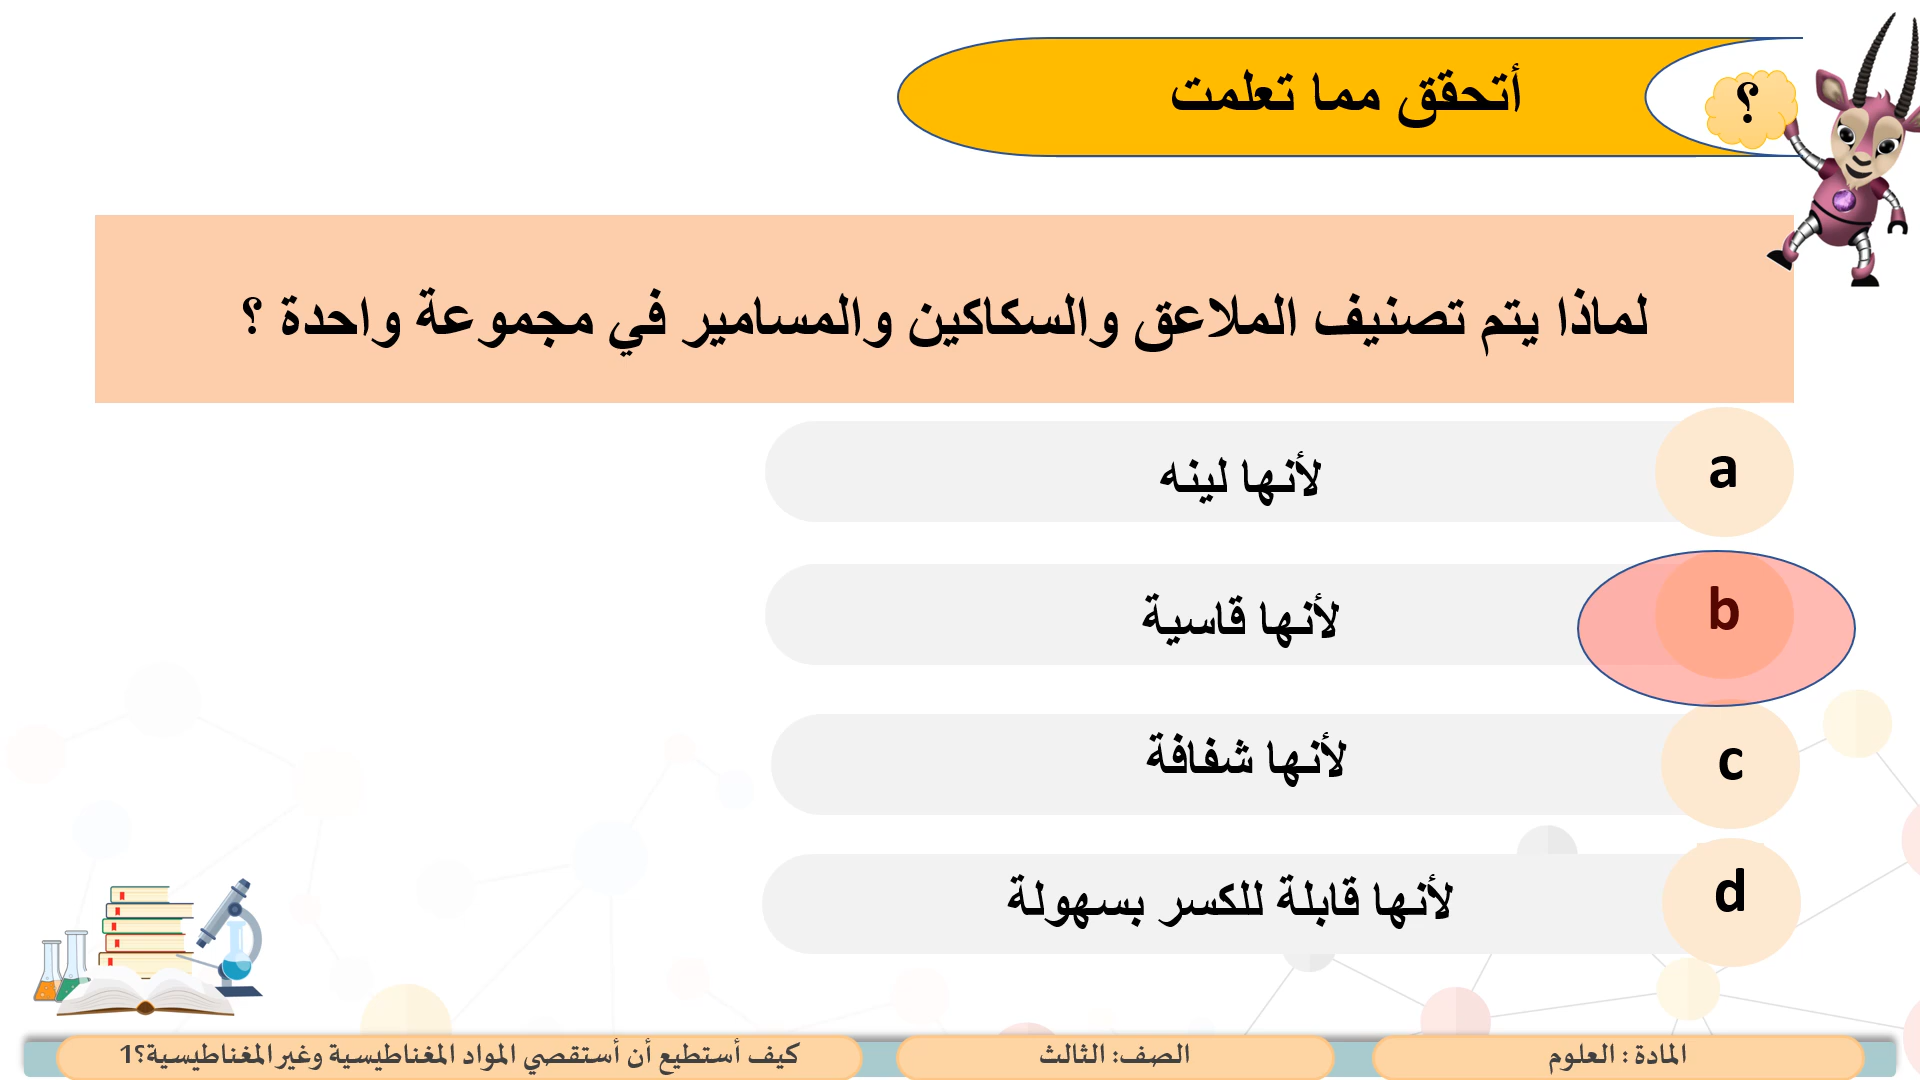 أتحقق مما تعلمت
؟
لماذا يتم تصنيف الملاعق والسكاكين والمسامير في مجموعة واحدة ؟
a
لأنها لينه
b
لأنها قاسية
c
لأنها شفافة
d
لأنها قابلة للكسر بسهولة
المادة : العلوم
الصف: الثالث
كيف أستطيع أن أستقصي المواد المغناطيسية وغير المغناطيسية؟1